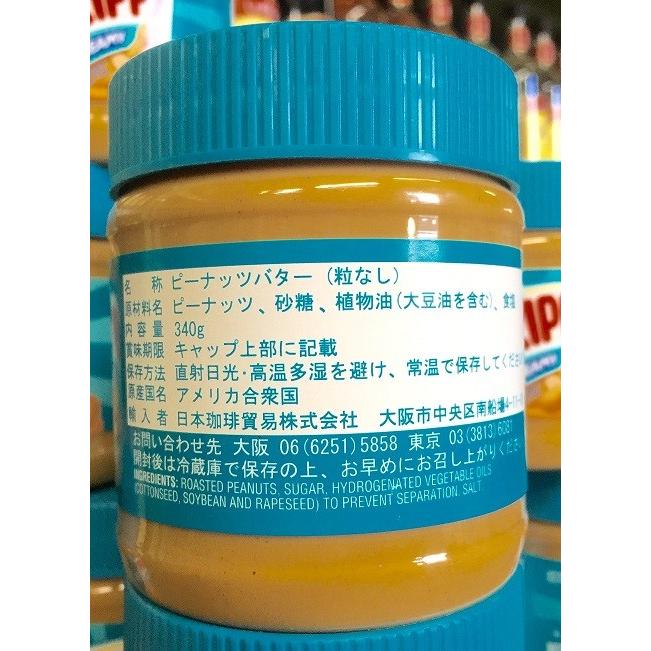 名 称 ピーナッツバター(粒なし)
原材料名 ピーナッツ、砂糖、植物油(大豆油を含む)、食塩
内容量 340g
賞味期限 キャップ上部に記載
保存方法 直射日光・高温多湿を避け、常温で保存してくだ
原産国名 アメリカ合衆国
輸入者 日本珈琲貿易株式会社 大阪市中央区南船場4-11-
お問い合わせ先 大阪 06(6251)5858 東京 03(3813)6081
開封後は冷蔵庫で保存の上、お早めにお召し上がりください
INGREDIENTS: ROASTED PEANUTS, SUGAR, HYDROGENATED VEGETABLE OILS
(COTTONSEED, SOYBEAN AND RAPESEED) TO PREVENT SEPARATION. SALT.